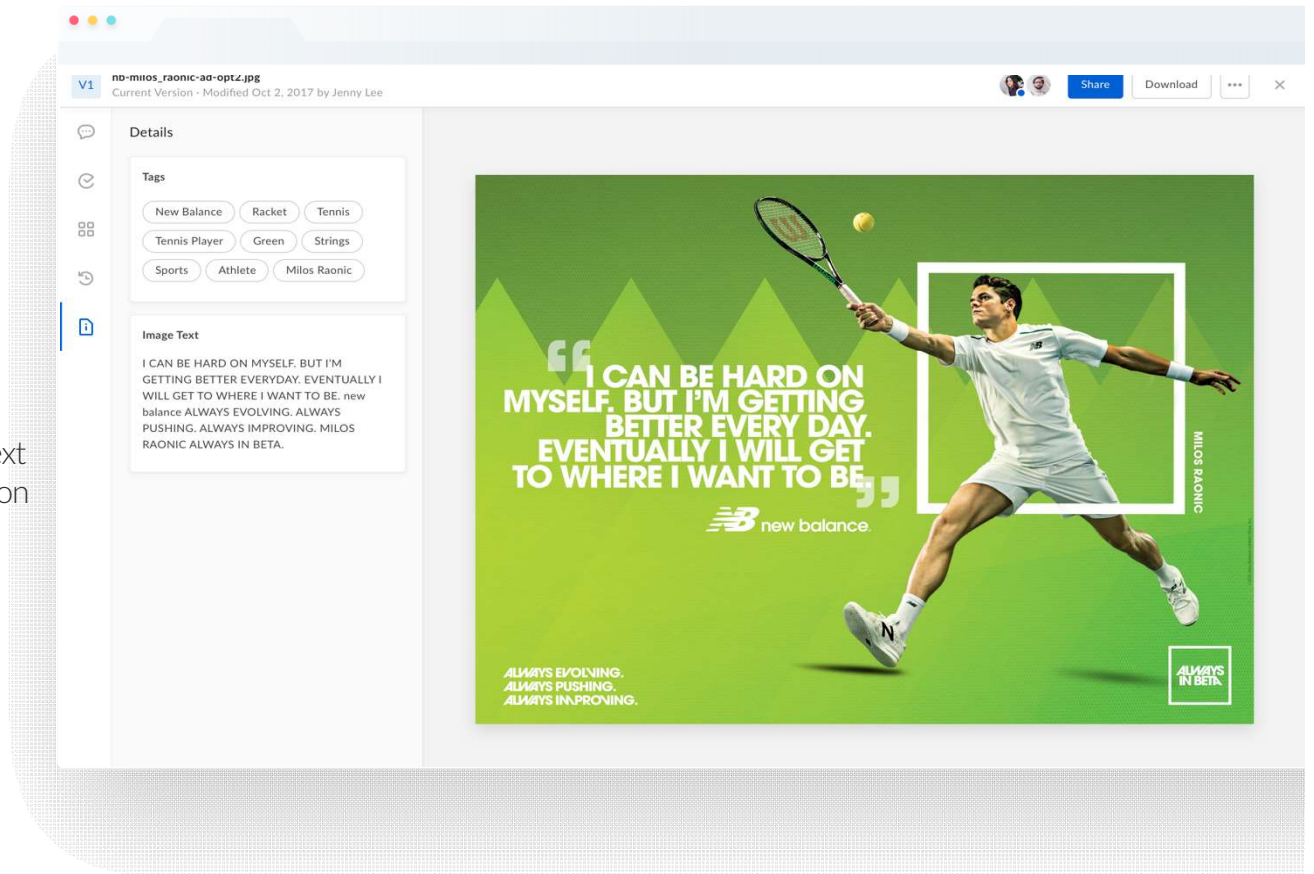 V1
nb-milos_raonic-ad-opt2.jpg
Current Version - Modified Oct 2, 2017 by Jenny Lee
Share
Download
Details
Tags
New Balance
Racket
Tennis
Tennis Player
Green
Strings
Sports
Athlete
Milos Raonic
Image Text
I CAN BE HARD ON MYSELF. BUT I'M
GETTING BETTER EVERYDAY. EVENTUALLY I
WILL GET TO WHERE I WANT TO BE. new
balance ALWAYS EVOLVING. ALWAYS
PUSHING. ALWAYS IMPROVING. MILOS
RAONIC ALWAYS IN BETA.
on
W
NB
“I CAN BE HARD ON
MYSELF. BUT I'M GETTING
BETTER EVERY DAY.
EVENTUALLY I WILL GET
TO WHERE I WANT TO BE.”
NB new balance.
MILOS RAONIC
N
ALWAYS EVOLVING.
ALWAYS PUSHING.
ALWAYS IMPROVING.
ALWAYS
IN BETA